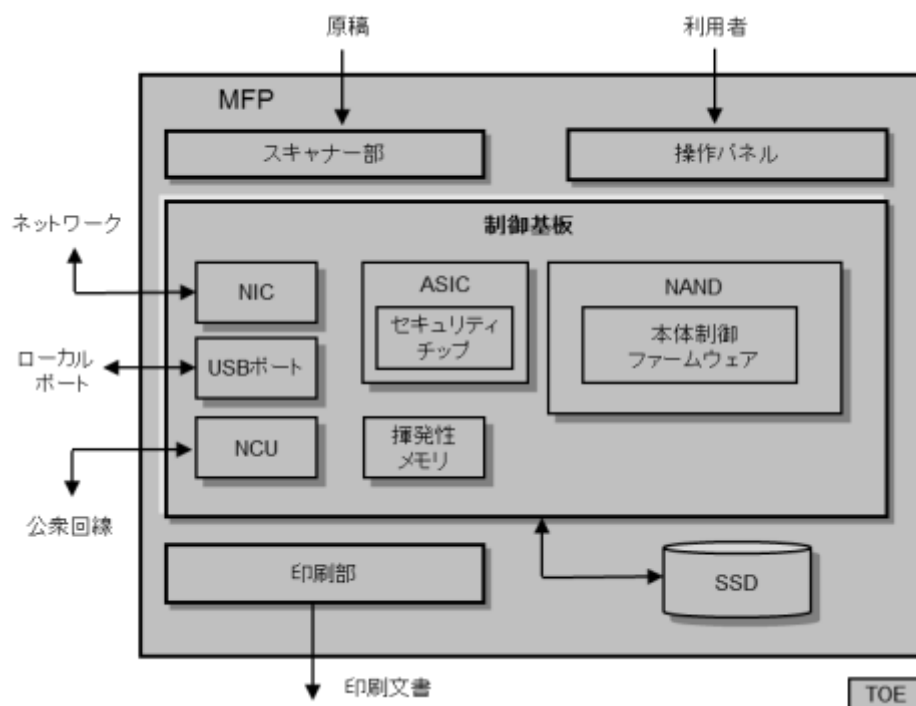 原稿
利用者
MFP
スキャナー部
操作パネル
制御基板
ネットワーク
NIC
ASIC
セキュリティ
チップ
NAND
本体制御
ファームウェア
ローカル
ポート
USBポート
NCU
揮発性
メモリ
公衆回線
印刷部
SSD
印刷文書
TOE